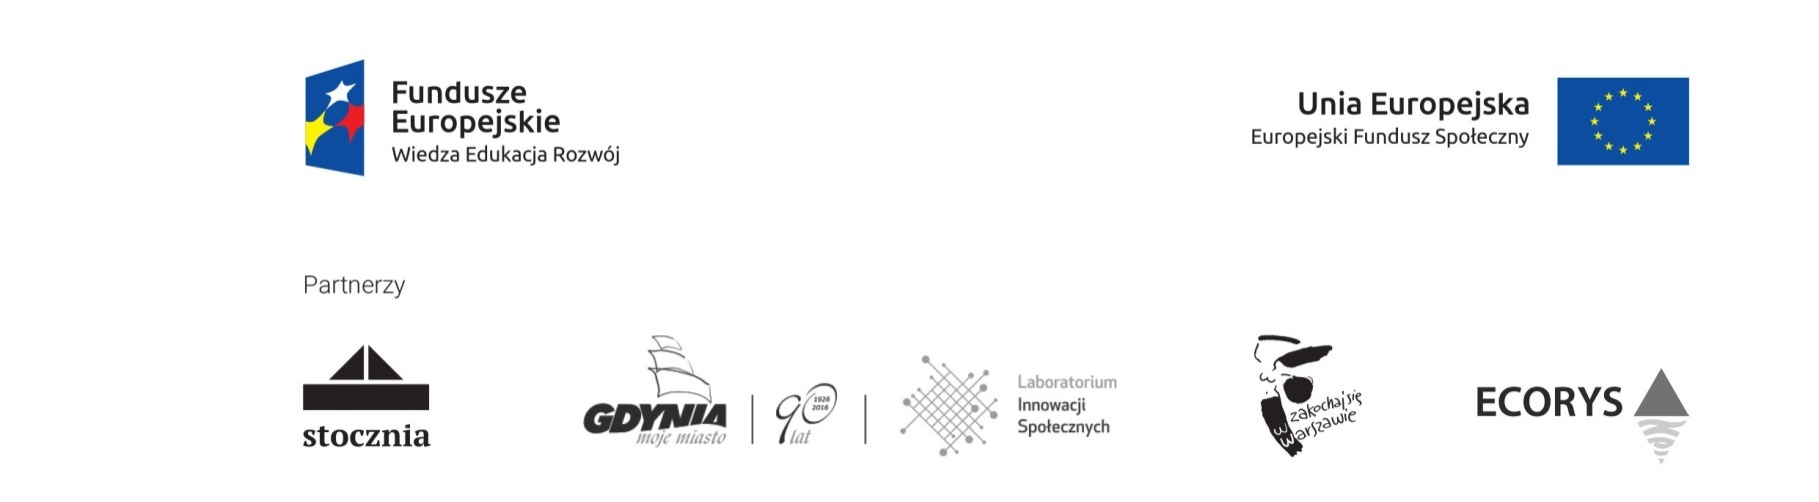 Fundusze
Europejskie
Wiedza Edukacja Rozwój
Unia Europejska
Europejski Fundusz Społeczny
Partnerzy
stocznia
GDYNIA
moje miasto
90
1926
2016
lat
Laboratorium
Innowacji
Społecznych
zakochaj się
w warszawie
ECORYS